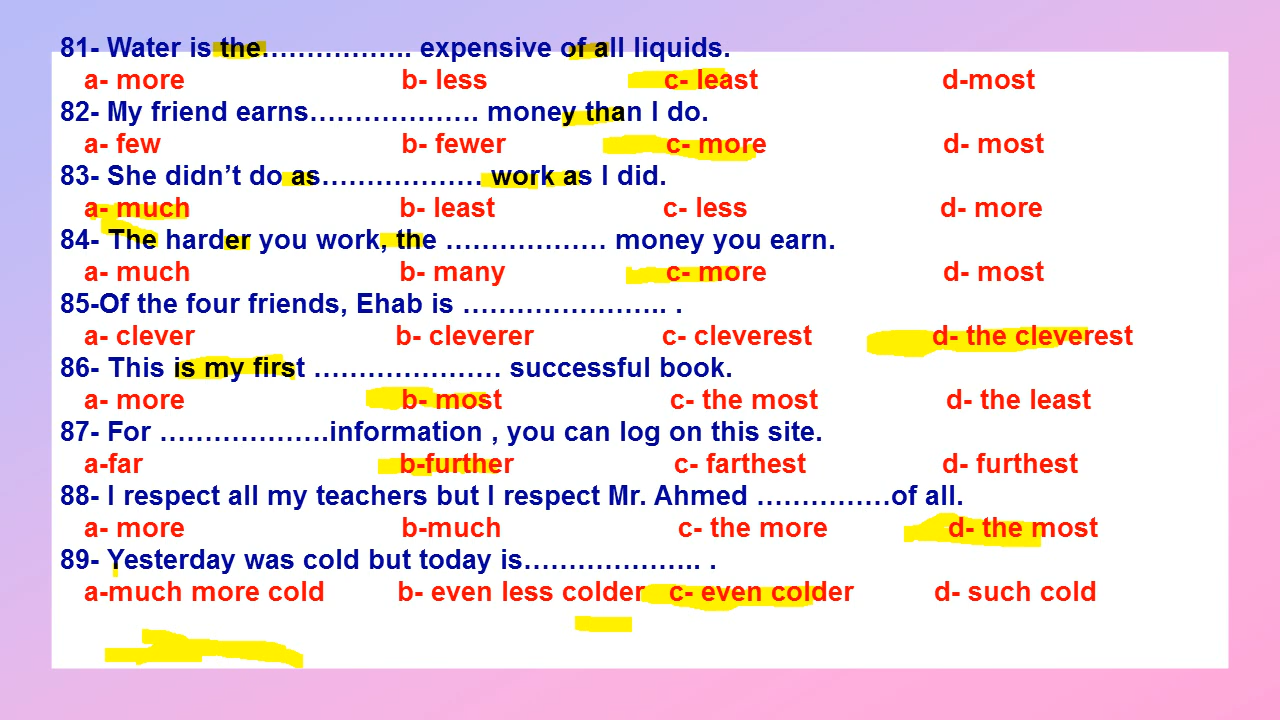 81- Water is the…………….. expensive of all liquids.
a- more b- less c- least d-most
82- My friend earns………………. money than I do.
a- few b- fewer c- more d- most
83- She didn’t do as……………… work as I did.
a- much b- least c- less d- more
84- The harder you work, the ……………… money you earn.
a- much b- many c- more d- most
85-Of the four friends, Ehab is ………………….. .
a- clever b- cleverer c- cleverest d- the cleverest
86- This is my first ………………… successful book.
a- more b- most c- the most d- the least
87- For ……………….information , you can log on this site.
a-far b-further c- farthest d- furthest
88- I respect all my teachers but I respect Mr. Ahmed ……………of all.
a- more b-much c- the more d- the most
89- Yesterday was cold but today is……………….. .
a-much more cold b- even less colder c- even colder d- such cold